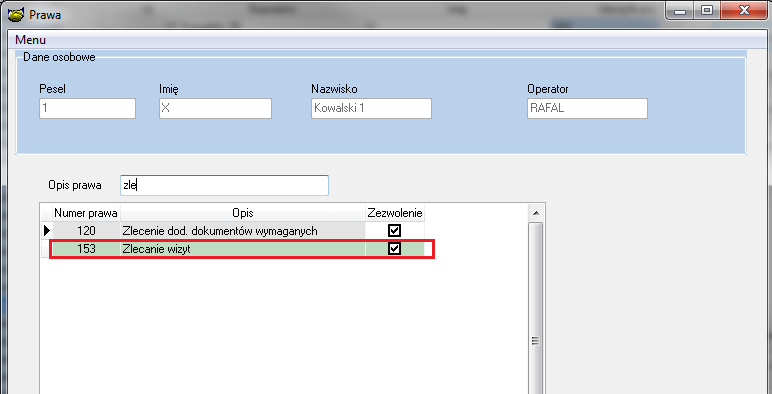 Prawa
Menu
Dane osobowe
Pesel Imię Nazwisko Operator
1 X Kowalski 1 RAFAL
Opis prawa zle
Numer prawa Opis Zezwolenie
120 Zlecenie dod. dokumentów wymaganych
153 Zlecanie wizyt